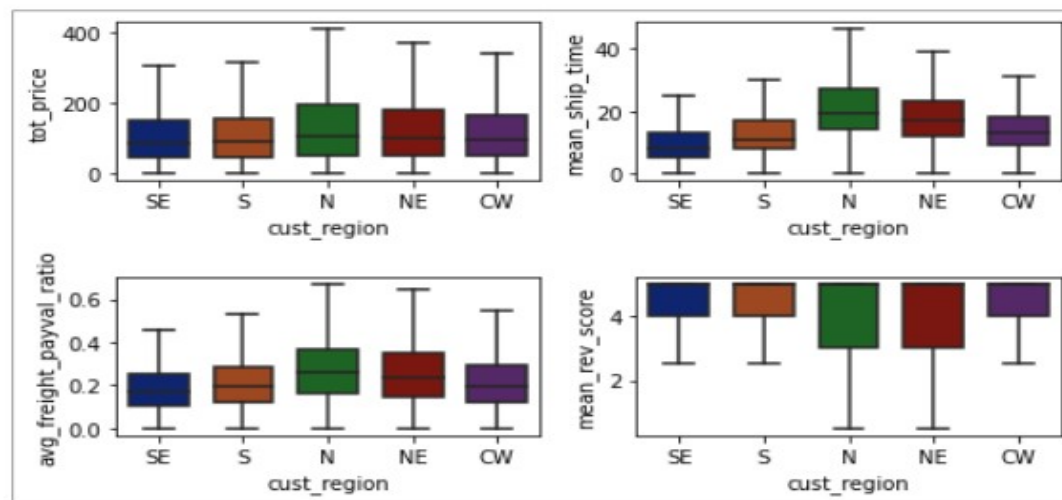 tot_price
400
200
0
SE S N NE CW
cust_region
mean_ship_time
40
20
0
SE S N NE CW
cust_region
avg_freight_payval_ratio
0.6
0.4
0.2
0.0
SE S N NE CW
cust_region
mean_rev_score
4
2
SE S N NE CW
cust_region